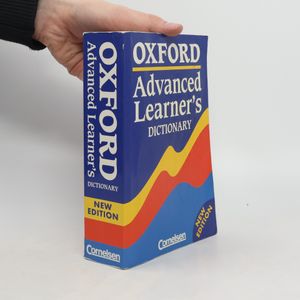 OXFORD
Advanced
Learner's
DICTIONARY
NEW
EDITION
Cornelsen
OXFORD
Advanced Learner's
DICTIONARY
NEW
EDITION
Cornelsen